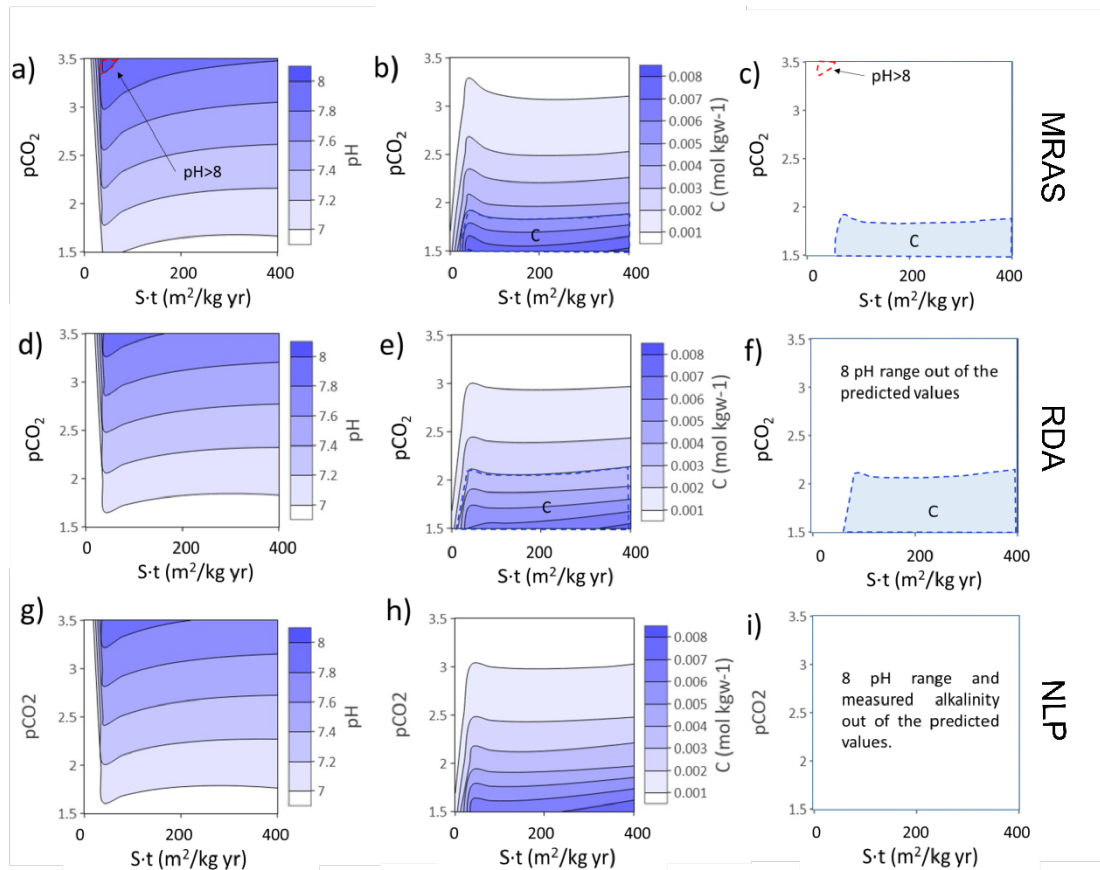 a)
3.5
3
2.5
2
1.5
pCO2
0
200
400
S·t (m2/kg yr)
pH>8
8
7.8
7.6
7.4
7.2
7
pH
b)
3.5
3
2.5
2
1.5
pCO2
C
0
200
400
S·t (m2/kg yr)
0.008
0.007
0.006
0.005
0.004
0.003
0.002
0.001
C (mol kgw-1)
c)
3.5
3
2.5
2
1.5
pCO2
pH>8
C
0
200
400
S·t (m2/kg yr)
MRAS
d)
3.5
3
2.5
2
1.5
pCO2
0
200
400
S·t (m2/kg yr)
8
7.8
7.6
7.4
7.2
7
pH
e)
3.5
3
2.5
2
1.5
pCO2
C
0
200
400
S·t (m2/kg yr)
0.008
0.007
0.006
0.005
0.004
0.003
0.002
0.001
C (mol kgw-1)
f)
3.5
3
2.5
2
1.5
pCO2
8 pH range out of the
predicted values
C
0
200
400
S·t (m2/kg yr)
RDA
g)
3.5
3
2.5
2
1.5
pCO2
0
200
400
S·t (m2/kg yr)
8
7.8
7.6
7.4
7.2
7
pH
h)
3.5
3
2.5
2
1.5
pCO2
0
200
400
S·t (m2/kg yr)
0.008
0.007
0.006
0.005
0.004
0.003
0.002
0.001
C (mol kgw-1)
i)
3.5
3
2.5
2
1.5
pCO2
8 pH range and
measured alkalinity
out of the predicted
values.
0
200
400
S·t (m2/kg yr)
NLP